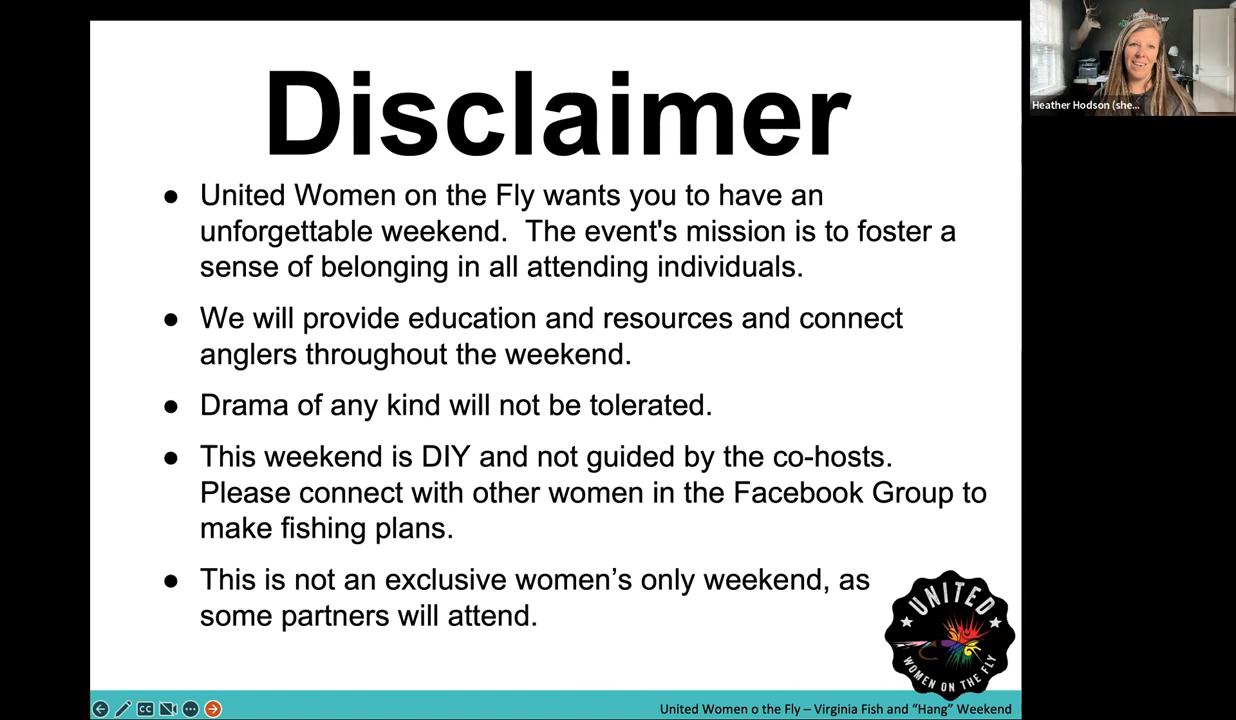 Disclaimer
● United Women on the Fly wants you to have an
unforgettable weekend.  The event's mission is to foster a
sense of belonging in all attending individuals.
● We will provide education and resources and connect
anglers throughout the weekend.
● Drama of any kind will not be tolerated.
● This weekend is DIY and not guided by the co-hosts.
Please connect with other women in the Facebook Group to
make fishing plans.
● This is not an exclusive women’s only weekend, as
some partners will attend.
UNITED
WOMEN ON THE FLY
CC
United Women o the Fly – Virginia Fish and “Hang” Weekend
Heather Hodson (she...